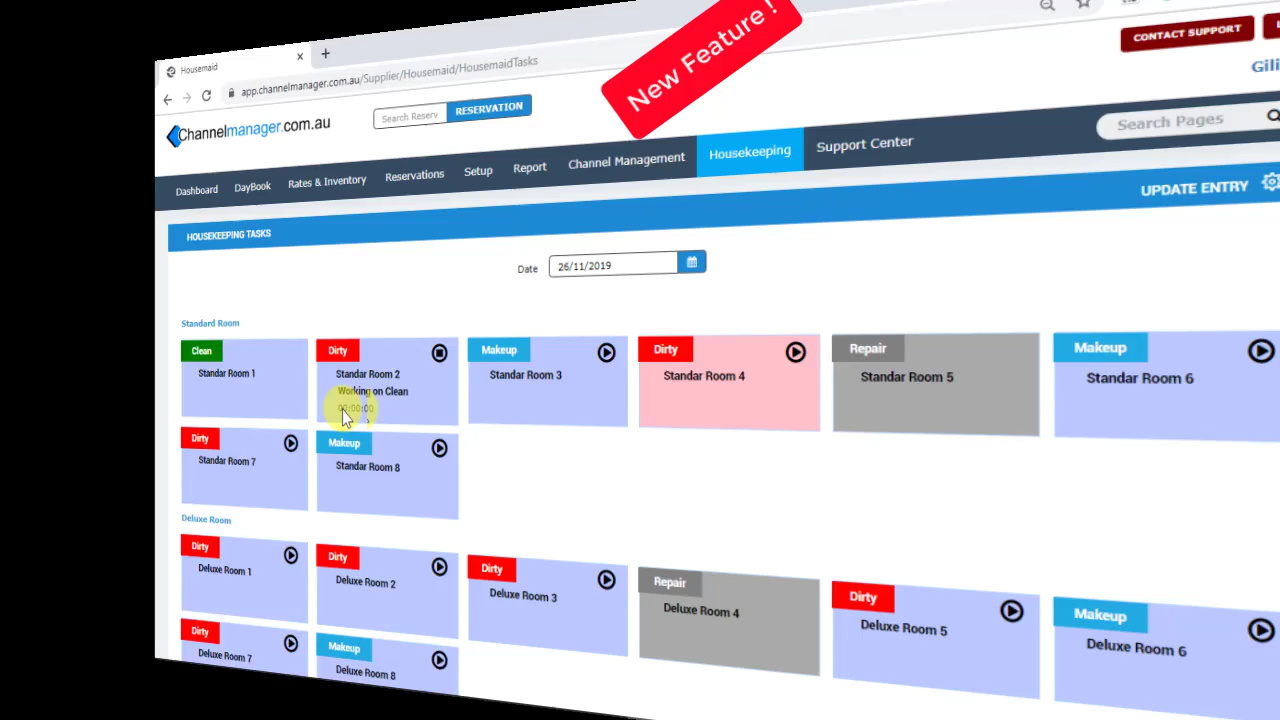 New Feature !
Housemaid
app.channelmanager.com.au/Supplier/Housemaid/HousemaidTasks
CONTACT SUPPORT
Gili
Channelmanager.com.au
Search Reserv
RESERVATION
Search Pages
Dashboard
DayBook
Rates & Inventory
Reservations
Setup
Report
Channel Management
Housekeeping
Support Center
HOUSEKEEPING TASKS
UPDATE ENTRY
Date
26/11/2019
Standard Room
Clean
Standar Room 1
Dirty
Standar Room 2
Working on Clean
00:00:00
Makeup
Standar Room 3
Dirty
Standar Room 4
Repair
Standar Room 5
Makeup
Standar Room 6
Dirty
Standar Room 7
Makeup
Standar Room 8
Deluxe Room
Dirty
Deluxe Room 1
Dirty
Deluxe Room 2
Dirty
Deluxe Room 3
Repair
Deluxe Room 4
Dirty
Deluxe Room 5
Makeup
Deluxe Room 6
Dirty
Deluxe Room 7
Makeup
Deluxe Room 8